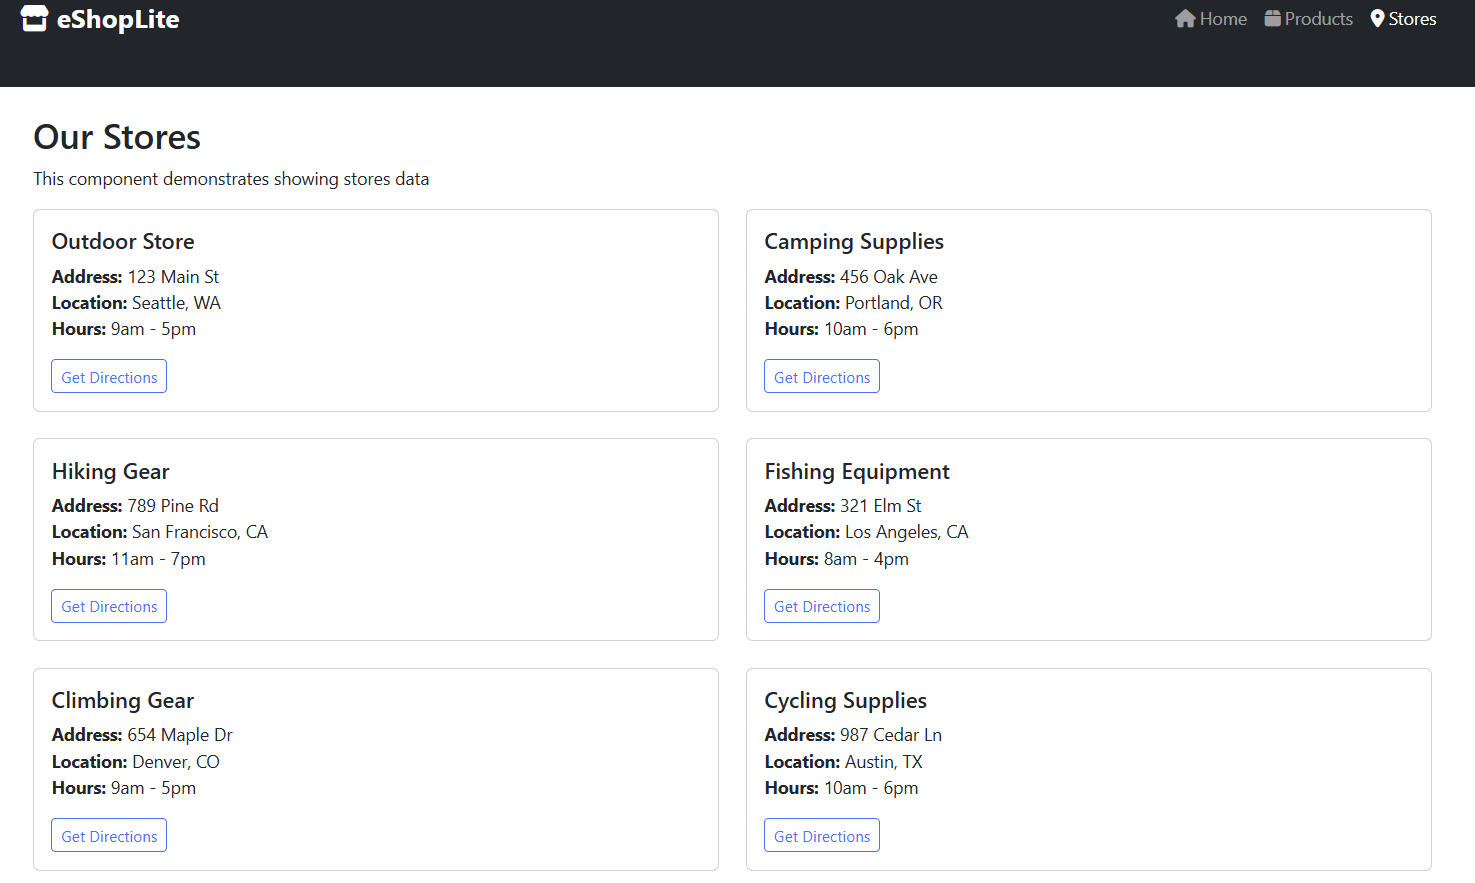 eShopLite
Home Products Stores
Our Stores
This component demonstrates showing stores data
Outdoor Store
Address: 123 Main St
Location: Seattle, WA
Hours: 9am - 5pm
Get Directions
Camping Supplies
Address: 456 Oak Ave
Location: Portland, OR
Hours: 10am - 6pm
Get Directions
Hiking Gear
Address: 789 Pine Rd
Location: San Francisco, CA
Hours: 11am - 7pm
Get Directions
Fishing Equipment
Address: 321 Elm St
Location: Los Angeles, CA
Hours: 8am - 4pm
Get Directions
Climbing Gear
Address: 654 Maple Dr
Location: Denver, CO
Hours: 9am - 5pm
Get Directions
Cycling Supplies
Address: 987 Cedar Ln
Location: Austin, TX
Hours: 10am - 6pm
Get Directions